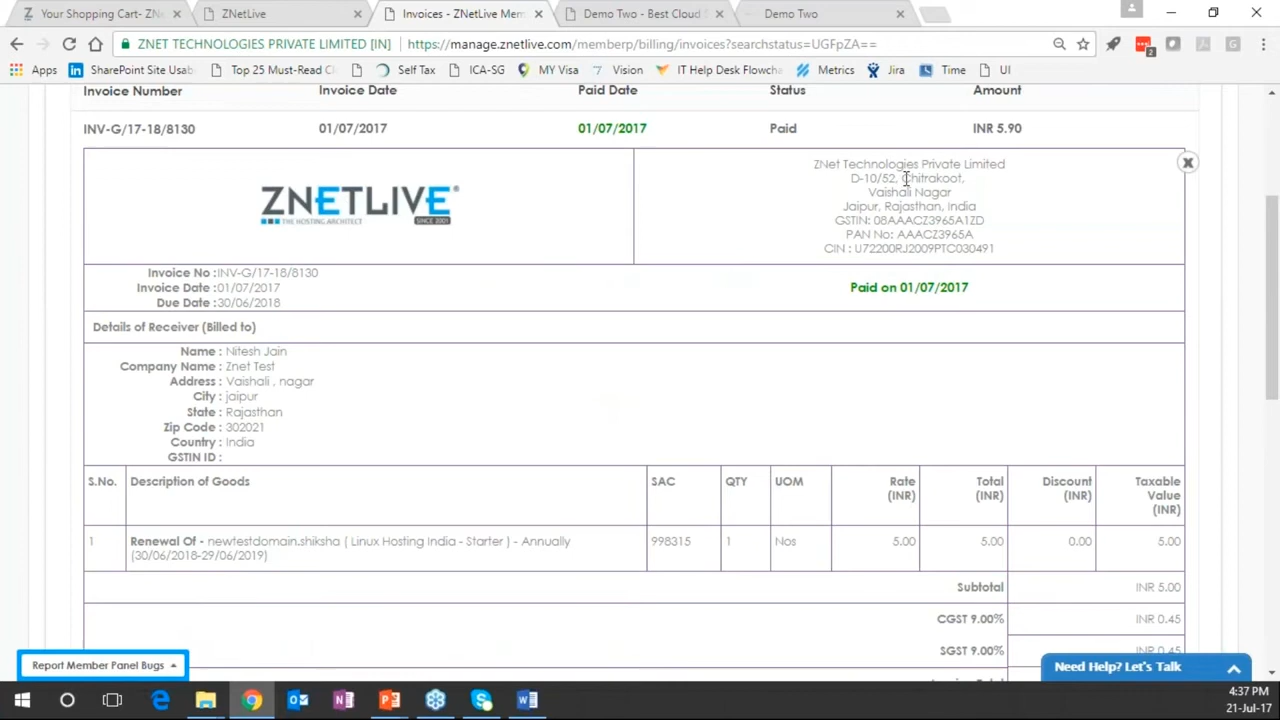 Your Shopping Cart- ZNe
ZNetLive
Invoices - ZNetLive Mem
Demo Two - Best Cloud S
Demo Two
ZNET TECHNOLOGIES PRIVATE LIMITED [IN]
https://manage.znetlive.com/memberp/billing/invoices?searchstatus=UGFpZA==
2
G
Apps
SharePoint Site Usab
Top 25 Must-Read Cl
Self Tax
ICA-SG
MY Visa
Vision
IT Help Desk Flowcha
Metrics
Jira
Time
UI
Invoice Number Invoice Date Paid Date Status Amount
INV-G/17-18/8130 01/07/2017 01/07/2017 Paid INR 5.90
ZNETLIVE®
THE HOSTING ARCHITECT SINCE 2001
ZNet Technologies Private Limited
D-10/52, Chitrakoot,
Vaishali Nagar
Jaipur, Rajasthan, India
GSTIN: 08AAACZ3965A1ZD
PAN No: AAACZ3965A
CIN : U72200RJ2009PTC030491
Invoice No :INV-G/17-18/8130
Invoice Date :01/07/2017
Due Date :30/06/2018
Paid on 01/07/2017
Details of Receiver (Billed to)
Name : Nitesh Jain
Company Name : Znet Test
Address : Vaishali , nagar
City : jaipur
State : Rajasthan
Zip Code : 302021
Country : India
GSTIN ID :
S.No. Description of Goods SAC QTY UOM Rate (INR) Total (INR) Discount (INR) Taxable Value (INR)
1 Renewal Of - newtestdomain.shiksha ( Linux Hosting India - Starter ) - Annually 998315 1 Nos 5.00 5.00 0.00 5.00
(30/06/2018-29/06/2019)
Subtotal INR 5.00
CGST 9.00% INR 0.45
SGST 9.00% INR 0.45
Report Member Panel Bugs
Need Help? Let's Talk
4:37 PM
21-Jul-17